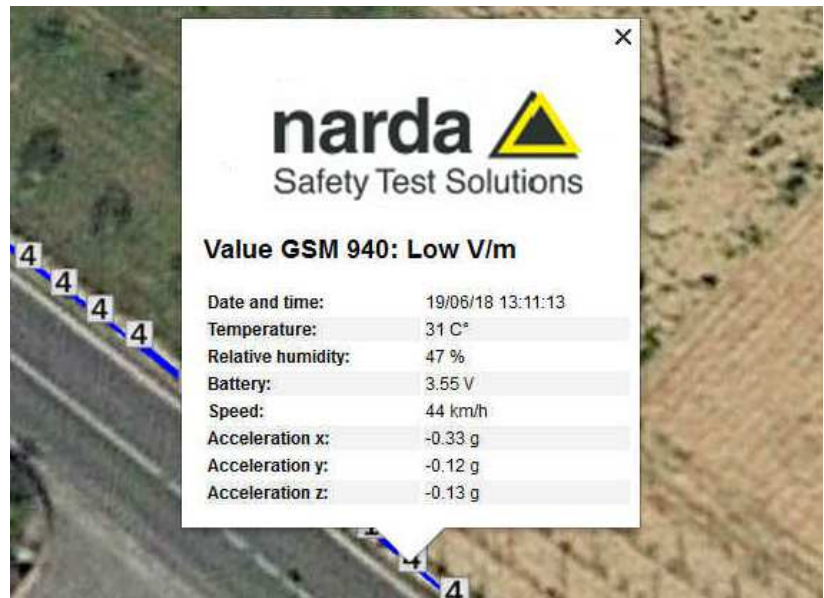 ×
narda
Safety Test Solutions
Value GSM 940: Low V/m
Date and time: 19/06/18 13:11:13
Temperature: 31 C°
Relative humidity: 47 %
Battery: 3.55 V
Speed: 44 km/h
Acceleration x: -0.33 g
Acceleration y: -0.12 g
Acceleration z: -0.13 g
4
4
4
4
4
4